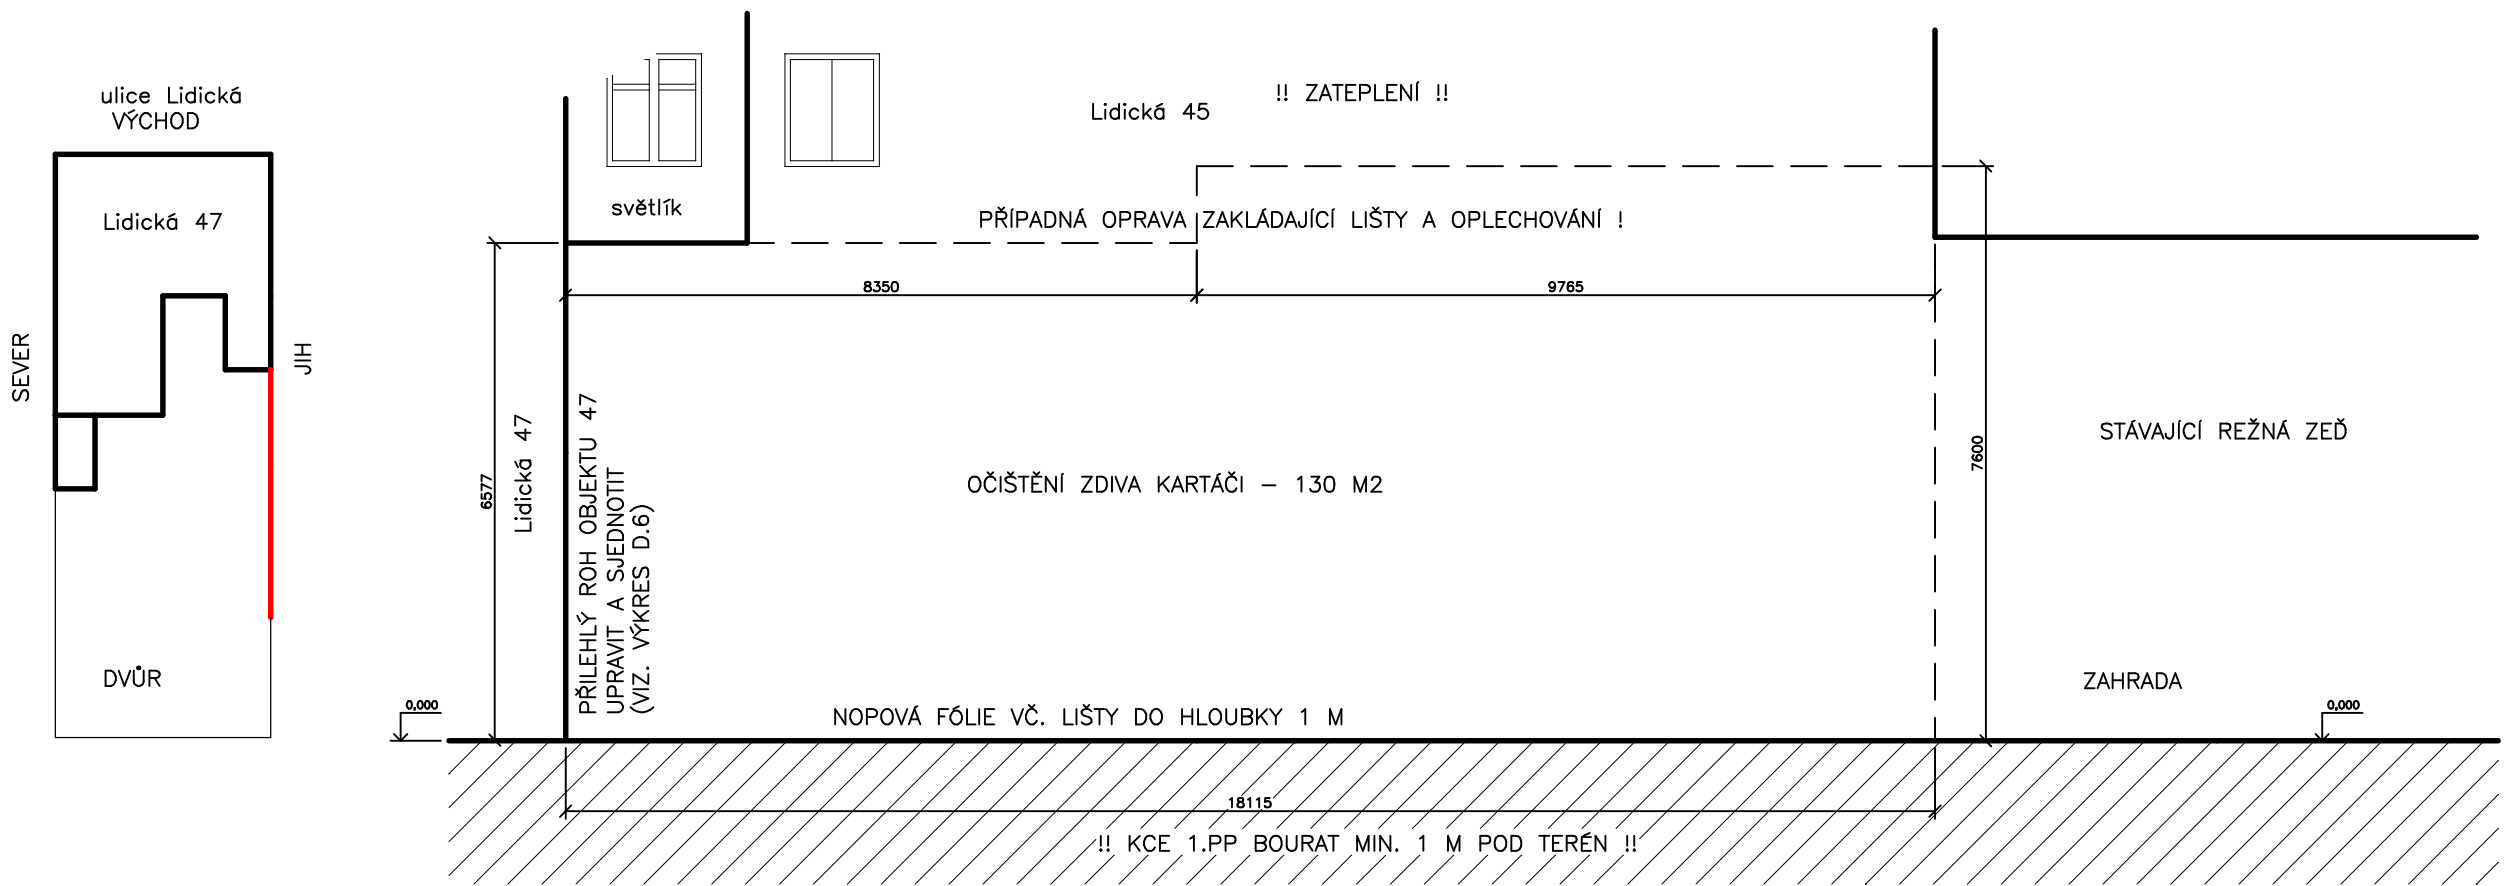 ulice Lidická
VÝCHOD
Lidická 47
SEVER
JIH
DVŮR
světlík
Lidická 45
!! ZATEPLENÍ !!
PŘÍPADNÁ OPRAVA ZAKLÁDAJÍCÍ LIŠTY A OPLECHOVÁNÍ !
8350
9765
6577
Lidická 47
PŘILEHLÝ ROH OBJEKTU 47
UPRAVIT A SJEDNOTIT
(VIZ. VÝKRES D.6)
OČIŠTĚNÍ ZDIVA KARTÁČI - 130 M2
7600
STÁVAJÍCÍ REŽNÁ ZEĎ
ZAHRADA
0,000
NOPOVÁ FÓLIE VČ. LIŠTY DO HLOUBKY 1 M
0,000
18115
!! KCE 1.PP BOURAT MIN. 1 M POD TERÉN !!